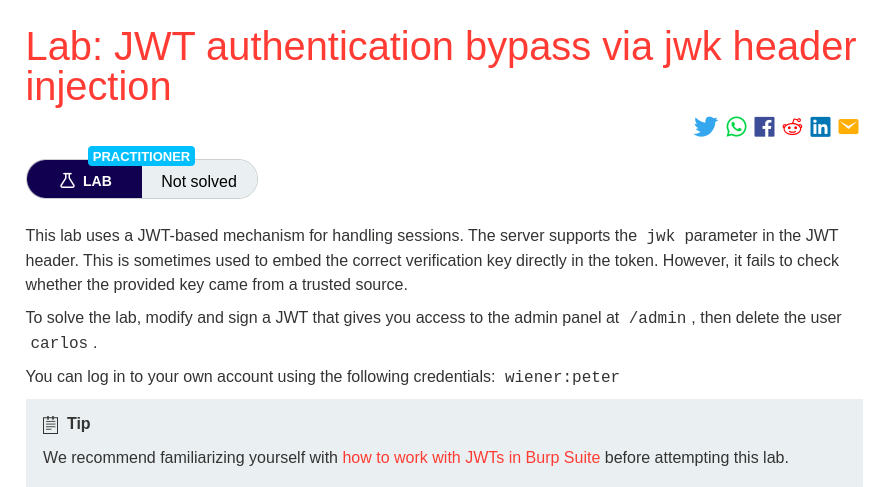 Lab: JWT authentication bypass via jwk header
injection
PRACTITIONER
LAB
Not solved
This lab uses a JWT-based mechanism for handling sessions. The server supports the jwk parameter in the JWT
header. This is sometimes used to embed the correct verification key directly in the token. However, it fails to check
whether the provided key came from a trusted source.
To solve the lab, modify and sign a JWT that gives you access to the admin panel at /admin , then delete the user
carlos .
You can log in to your own account using the following credentials: wiener:peter
Tip
We recommend familiarizing yourself with how to work with JWTs in Burp Suite before attempting this lab.